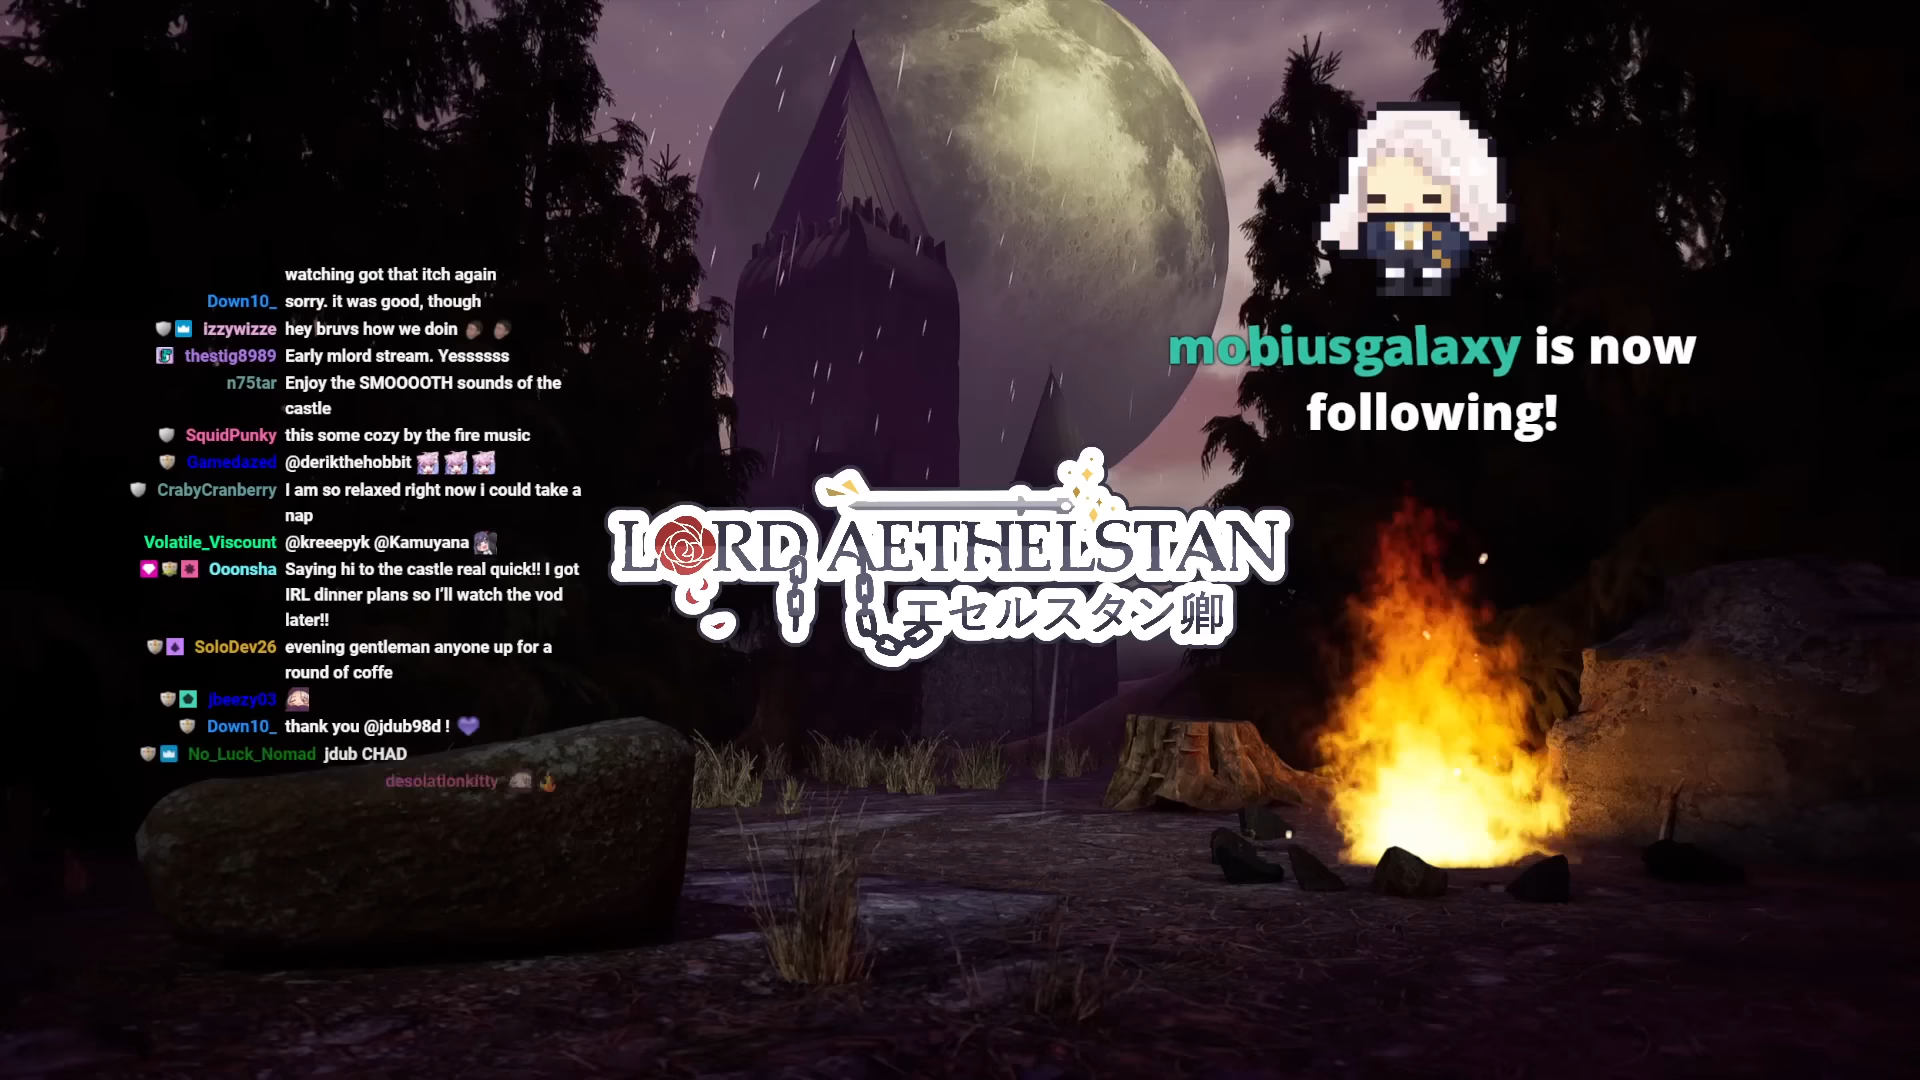 watching got that itch again
Down10_ sorry. it was good, though
izzywizze hey bruvs how we doin
thestig8989 Early mlord stream. Yessssss
n75tar Enjoy the SMOOOOTH sounds of the
castle
SquidPunky this some cozy by the fire music
Gamedazed @derikthehobbit
CrabyCranberry I am so relaxed right now i could take a
nap
Volatile_Viscount @kreeepyk @Kamuyana
Ooonsha Saying hi to the castle real quick!! I got
IRL dinner plans so I'll watch the vod
later!!
SoloDev26 evening gentleman anyone up for a
round of coffe
jbeezy03
Down10_ thank you @jdub98d !
No_Luck_Nomad jdub CHAD
desolationkitty
LORD AETHELSTAN
エセルスタン卿
mobiusgalaxy is now
following!